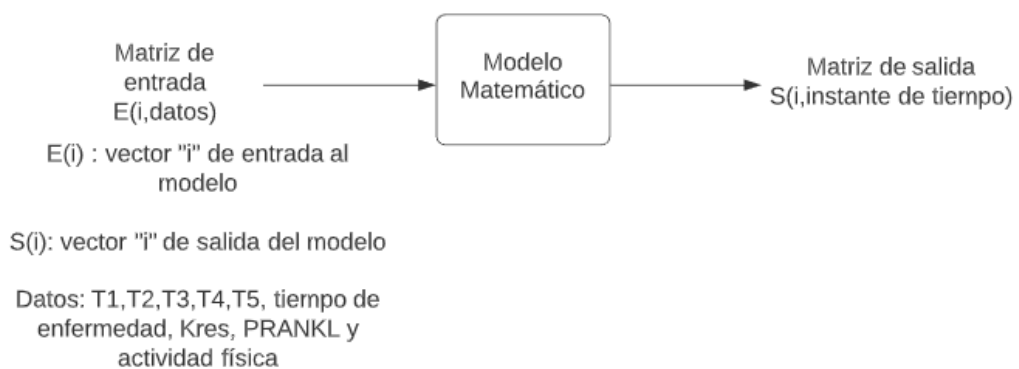 Matriz de
entrada
E(i,datos)
Modelo
Matemático
Matriz de salida
S(i,instante de tiempo)
E(i) : vector "i" de entrada al
modelo
S(i): vector "i" de salida del modelo
Datos: T1,T2,T3,T4,T5, tiempo de
enfermedad, Kres, PRANKL y
actividad física